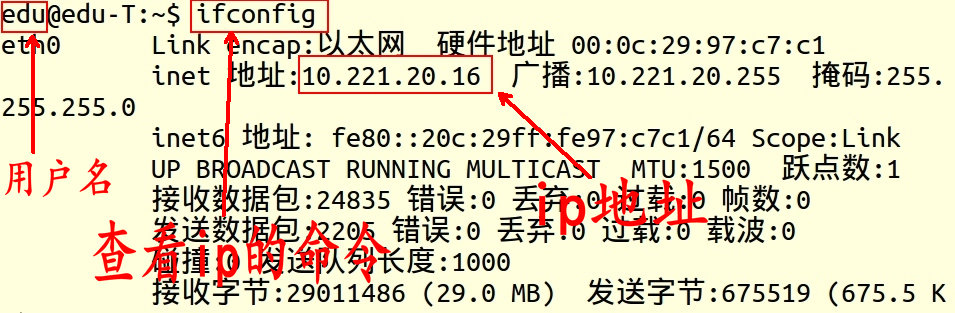 edu@edu-T:~$ ifconfig
eth0 Link encap:以太网 硬件地址 00:0c:29:97:c7:c1
inet 地址:10.221.20.16 广播:10.221.20.255 掩码:255.
255.255.0
inet6 地址: fe80::20c:29ff:fe97:c7c1/64 Scope:Link
UP BROADCAST RUNNING MULTICAST MTU:1500 跃点数:1
用户名
接收数据包:24835 错误:0 丢弃:0 过载:0 帧数:0
ip地址
发送数据包:2205 错误:0 丢弃:0 过载:0 载波:0
查看ip的命令
碰撞:0 发送队列长度:1000
接收字节:29011486 (29.0 MB) 发送字节:675519 (675.5 K